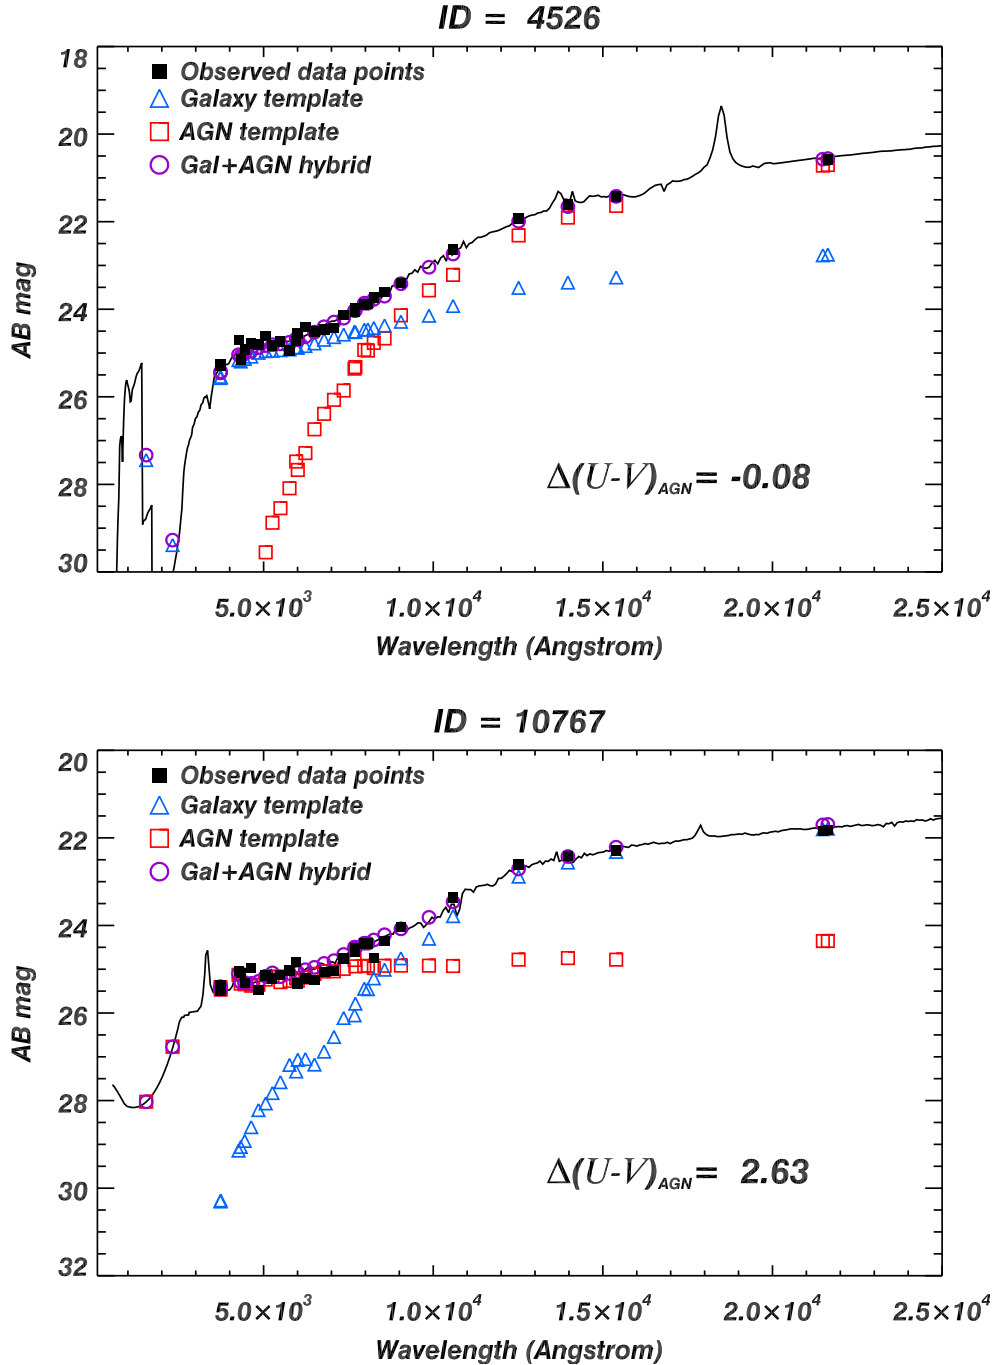 ID = 4526
18
20
22
24
26
28
30
AB mag
Observed data points
Galaxy template
AGN template
Gal+AGN hybrid
Δ(U-V)AGN = -0.08
5.0×10³ 1.0×10⁴ 1.5×10⁴ 2.0×10⁴ 2.5×10⁴
Wavelength (Angstrom)
ID = 10767
20
22
24
26
28
30
32
AB mag
Observed data points
Galaxy template
AGN template
Gal+AGN hybrid
Δ(U-V)AGN = 2.63
5.0×10³ 1.0×10⁴ 1.5×10⁴ 2.0×10⁴ 2.5×10⁴
Wavelength (Angstrom)